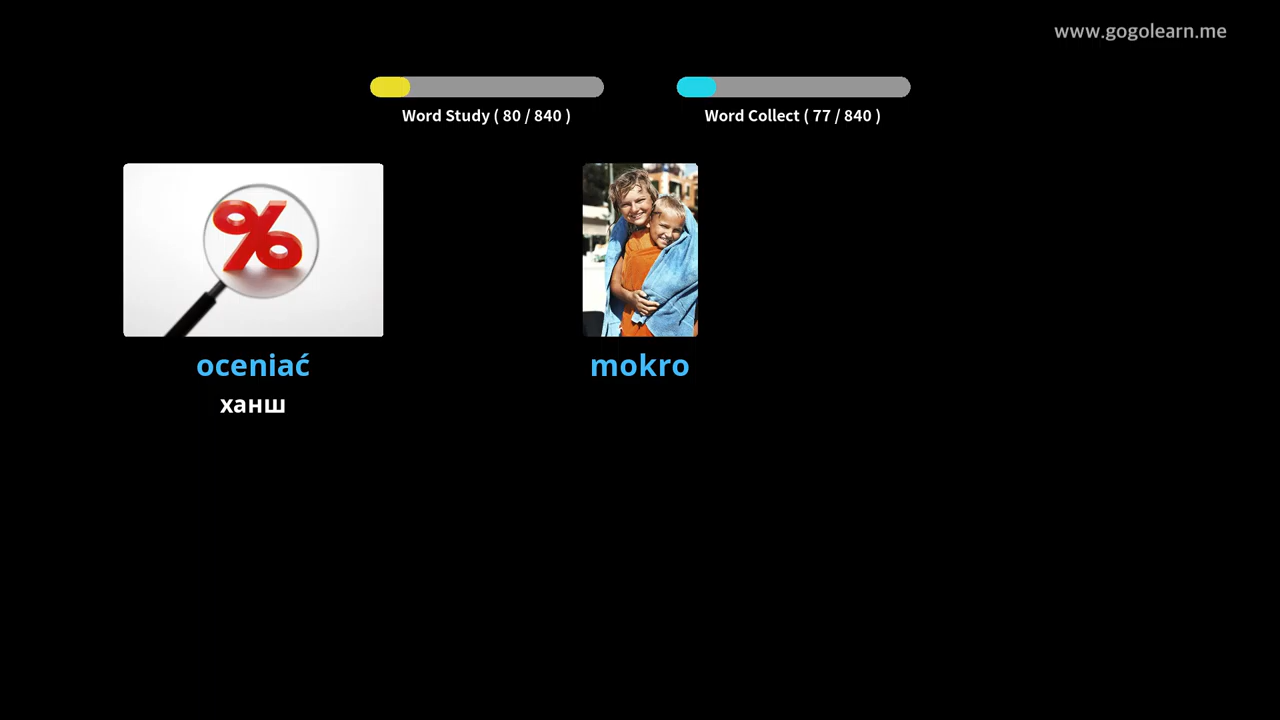 www.gogolearn.me
Word Study ( 80 / 840 )
Word Collect ( 77 / 840 )
%
oceniać
mokro
ханш